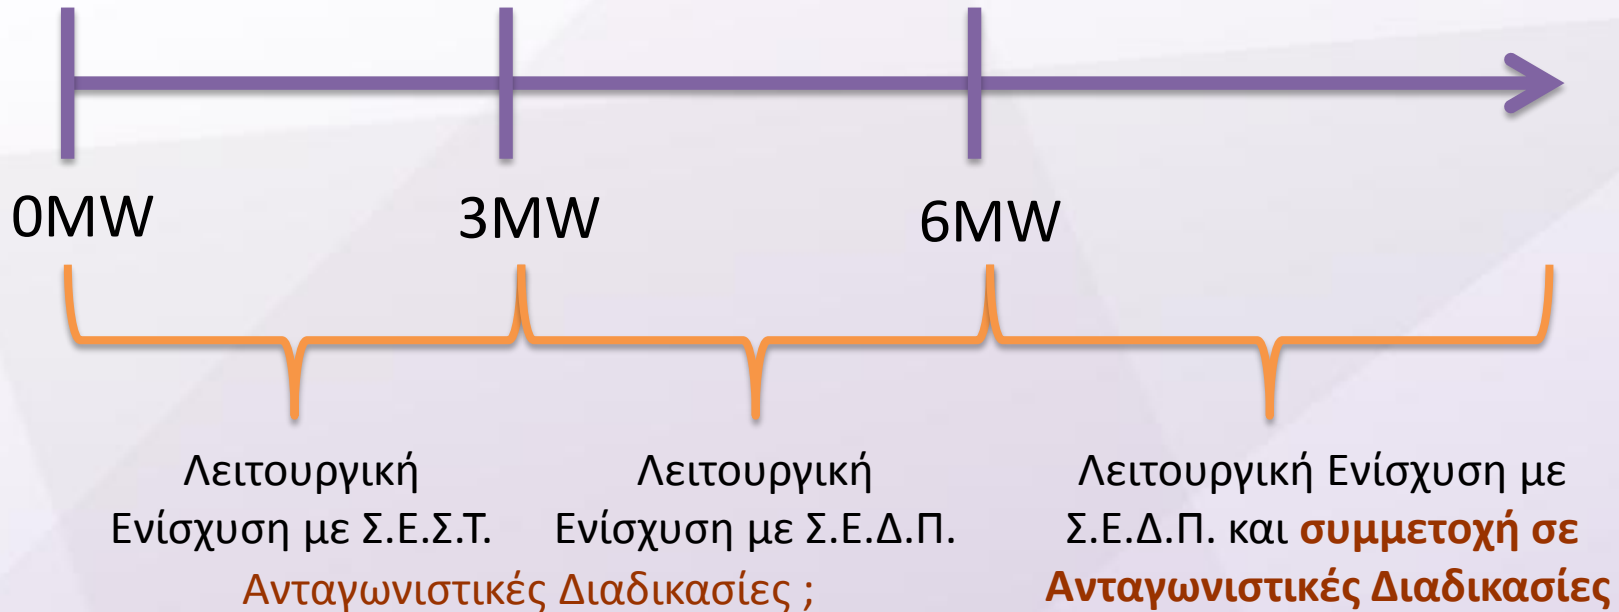 0MW
3MW
6MW
Λειτουργική
Ενίσχυση με Σ.Ε.Σ.Τ.
Λειτουργική
Ενίσχυση με Σ.Ε.Δ.Π.
Ανταγωνιστικές Διαδικασίες ;
Λειτουργική Ενίσχυση με
Σ.Ε.Δ.Π. και συμμετοχή σε
Ανταγωνιστικές Διαδικασίες